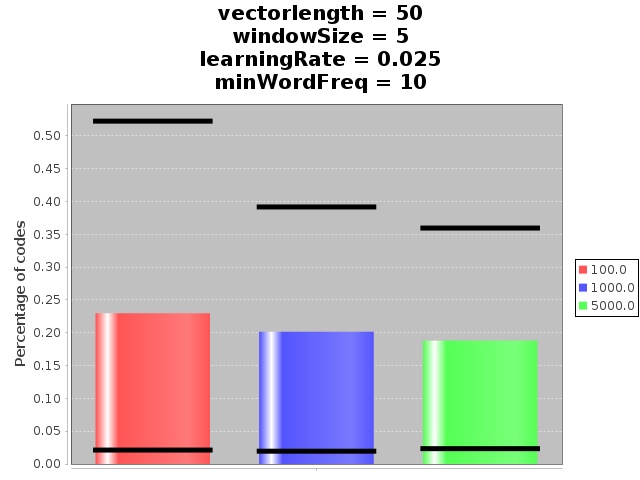 vectorlength = 50
windowSize = 5
learningRate = 0.025
minWordFreq = 10
Percentage of codes
0.50
0.45
0.40
0.35
0.30
0.25
0.20
0.15
0.10
0.05
0.00
100.0
1000.0
5000.0